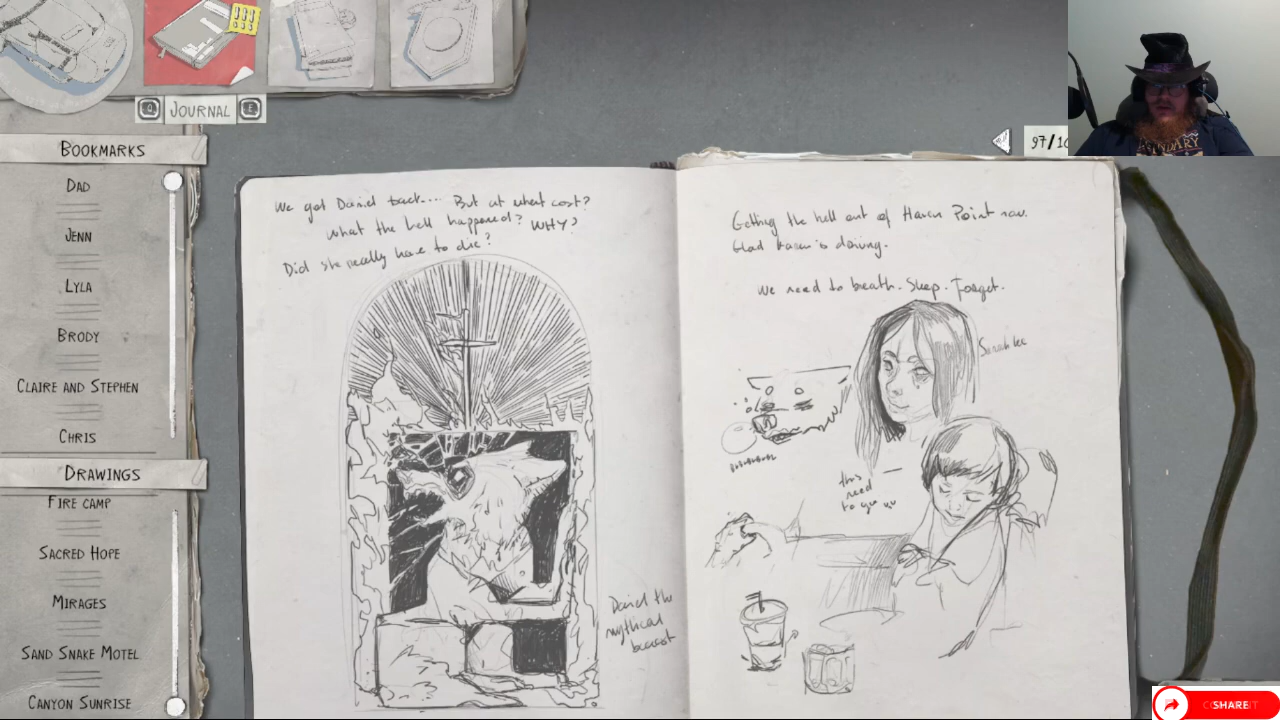 JOURNAL
BOOKMARKS
DAD
JENN
LYLA
BRODY
CLAIRE AND STEPHEN
CHRIS
DRAWINGS
FIRE CAMP
SACRED HOPE
MIRAGES
SAND SNAKE MOTEL
CANYON SUNRISE
We got Daniel back.... But at what cost?
What the hell happened? WHY?
Did she really have to die?
Daniel the
mythical
beast
97/10
Getting the hell out of Haven Point now.
Glad Karen's driving.
We need to breath. Sleep. Forget.
Sarah Lee
this
need
to
SHARE